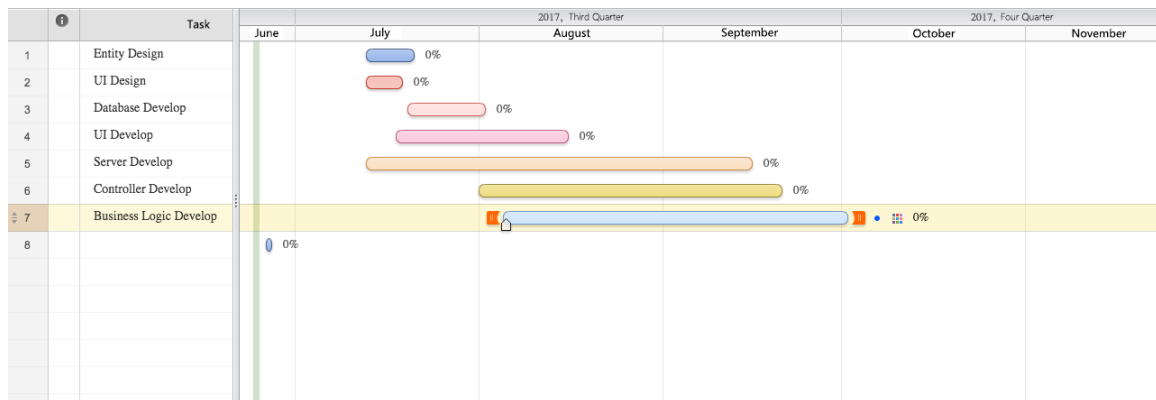 Task
2017, Third Quarter
2017, Four Quarter
June July August September October November
1 Entity Design 0%
2 UI Design 0%
3 Database Develop 0%
4 UI Develop 0%
5 Server Develop 0%
6 Controller Develop 0%
7 Business Logic Develop 0%
8 0%